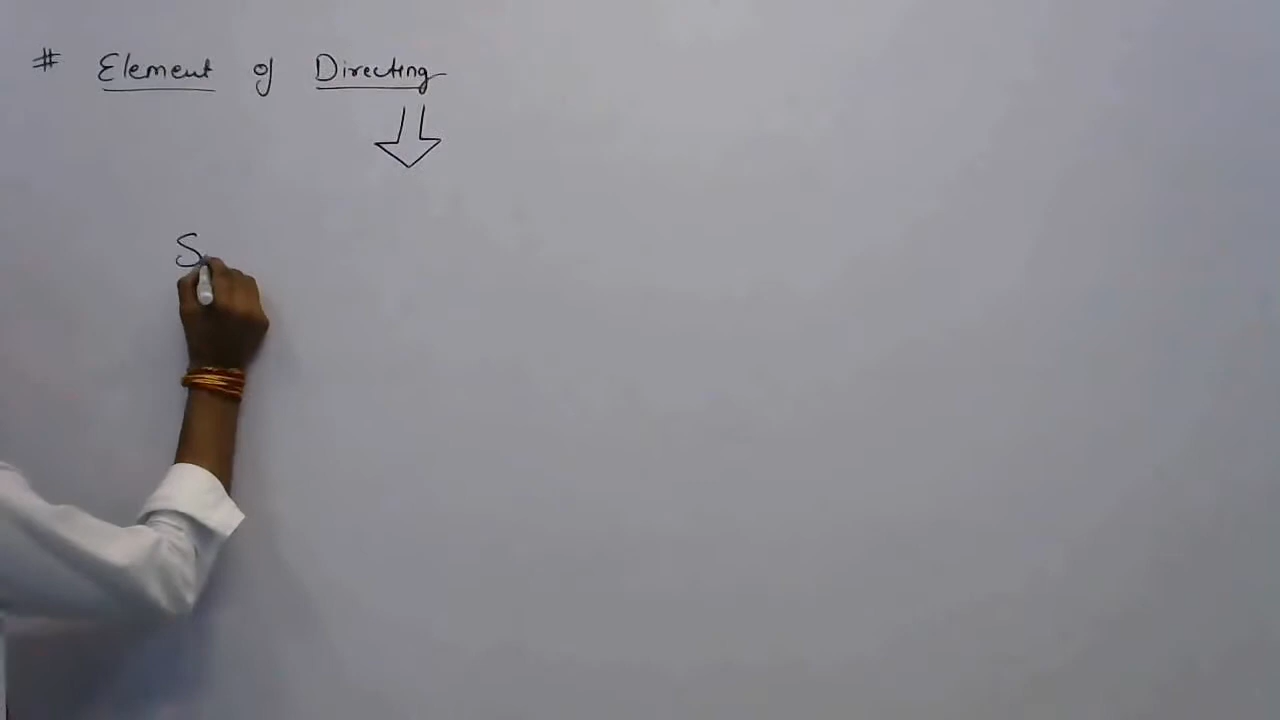 # Element of Directing
S